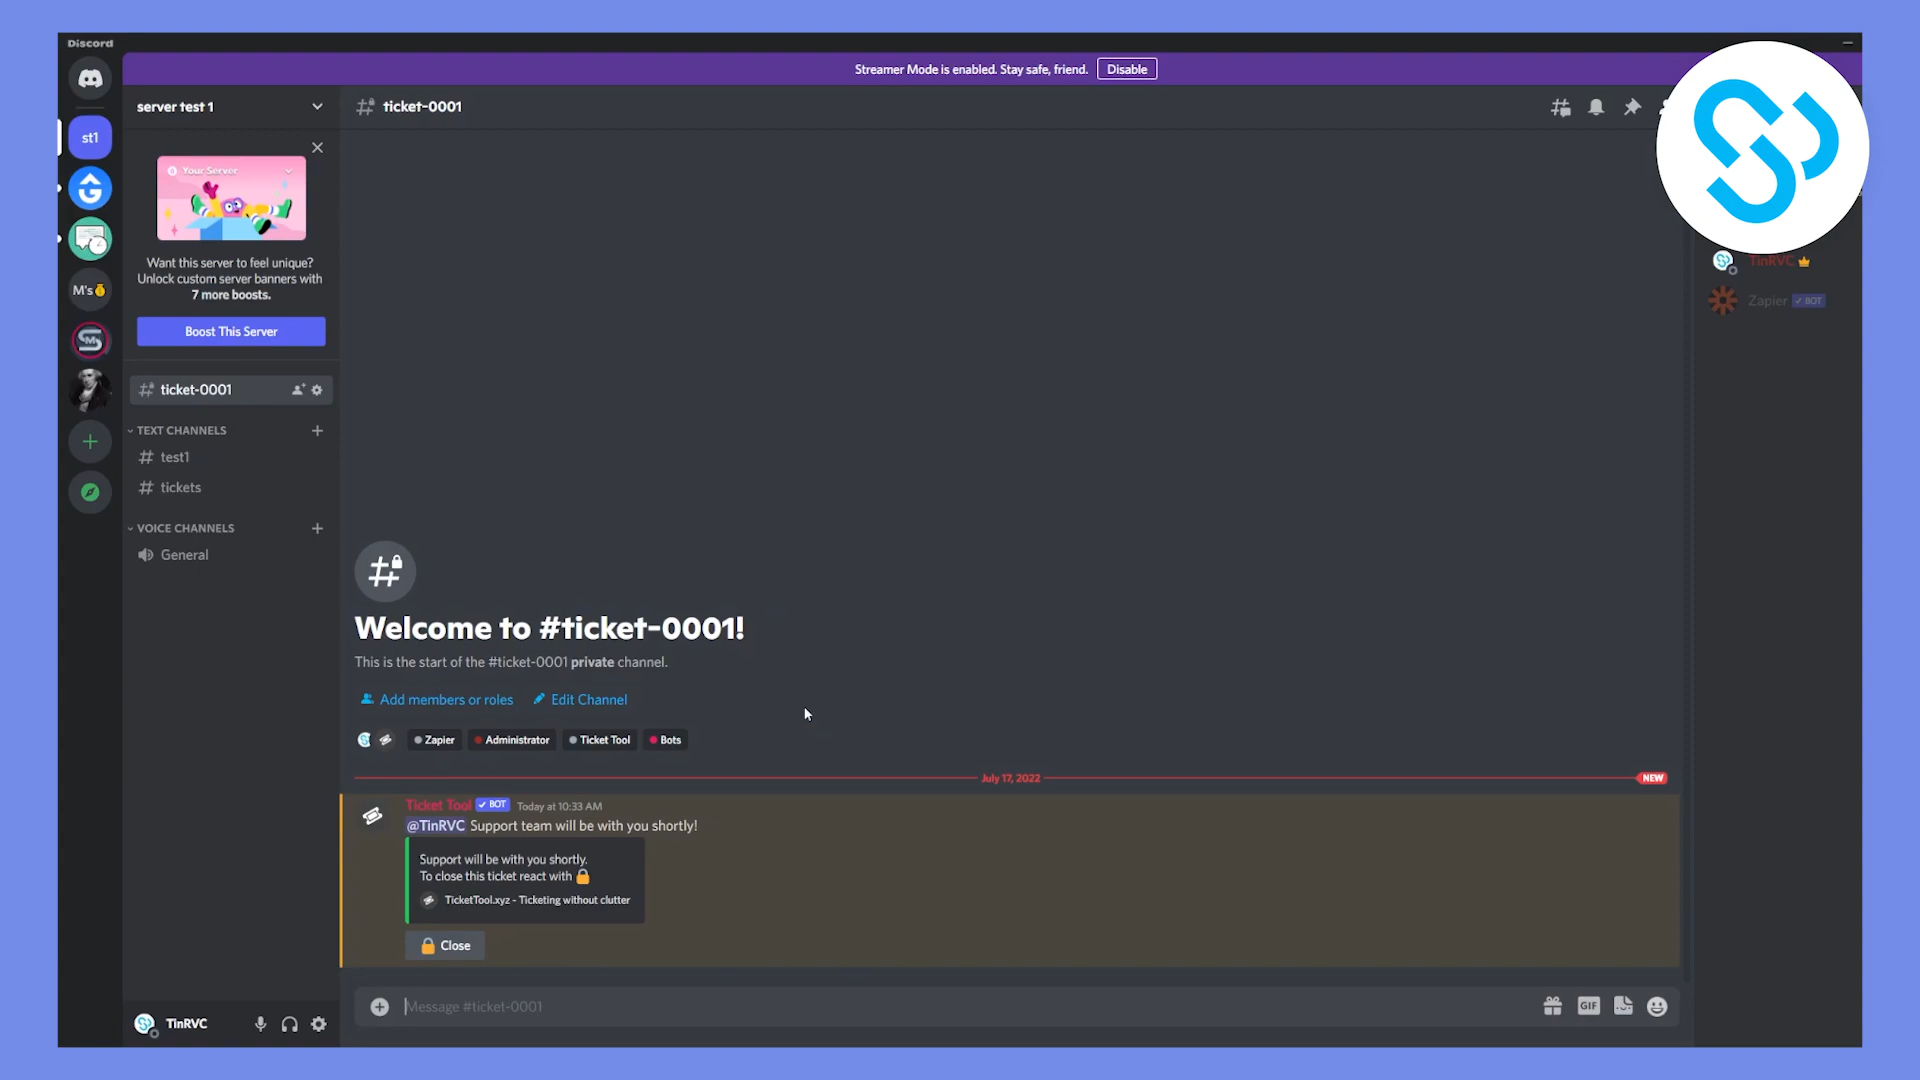 Discord
Streamer Mode is enabled. Stay safe, friend. Disable
server test 1
ticket-0001
st1
Your Server
Want this server to feel unique?
Unlock custom server banners with
7 more boosts.
Boost This Server
M's
ticket-0001
TEXT CHANNELS
test1
tickets
VOICE CHANNELS
General
TinRVC
Zapier BOT
Welcome to #ticket-0001!
This is the start of the #ticket-0001 private channel.
Add members or roles Edit Channel
Zapier Administrator Ticket Tool Bots
July 17, 2022 NEW
Ticket Tool BOT Today at 10:33 AM
@TinRVC Support team will be with you shortly!
Support will be with you shortly.
To close this ticket react with 🔒
TicketTool.xyz - Ticketing without clutter
Close
Message #ticket-0001
GIF
TinRVC